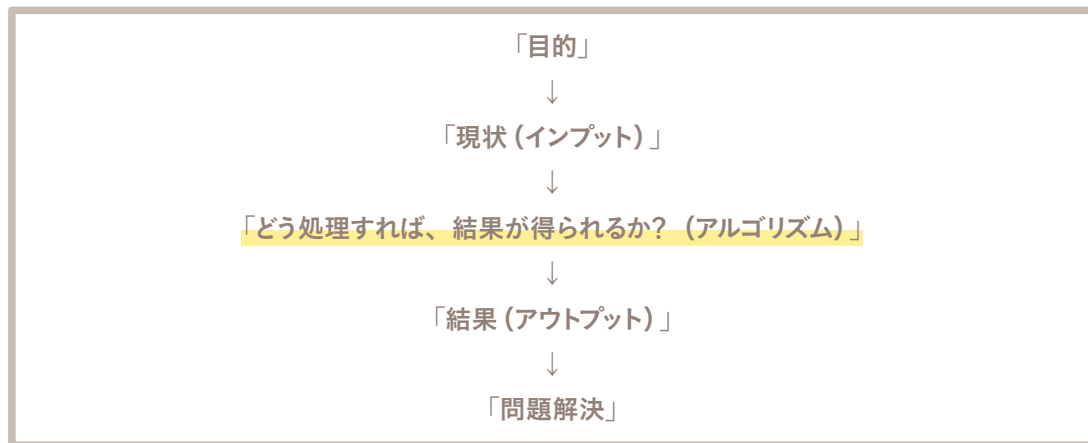 「目的」
↓
「現状（インプット）」
↓
「どう処理すれば、結果が得られるか？（アルゴリズム）」
↓
「結果（アウトプット）」
↓
「問題解決」